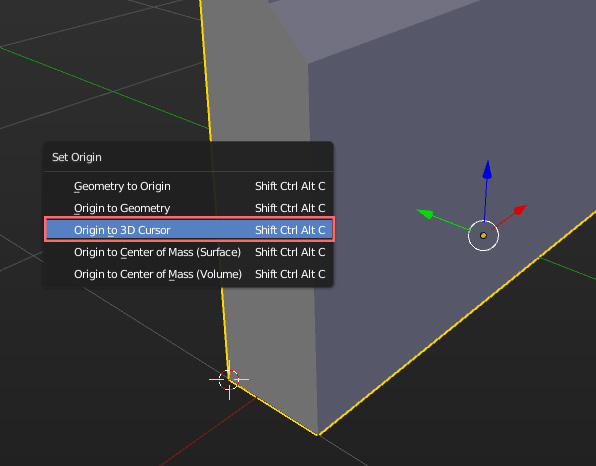 Set Origin
Geometry to Origin Shift Ctrl Alt C
Origin to Geometry Shift Ctrl Alt C
Origin to 3D Cursor Shift Ctrl Alt C
Origin to Center of Mass (Surface) Shift Ctrl Alt C
Origin to Center of Mass (Volume) Shift Ctrl Alt C